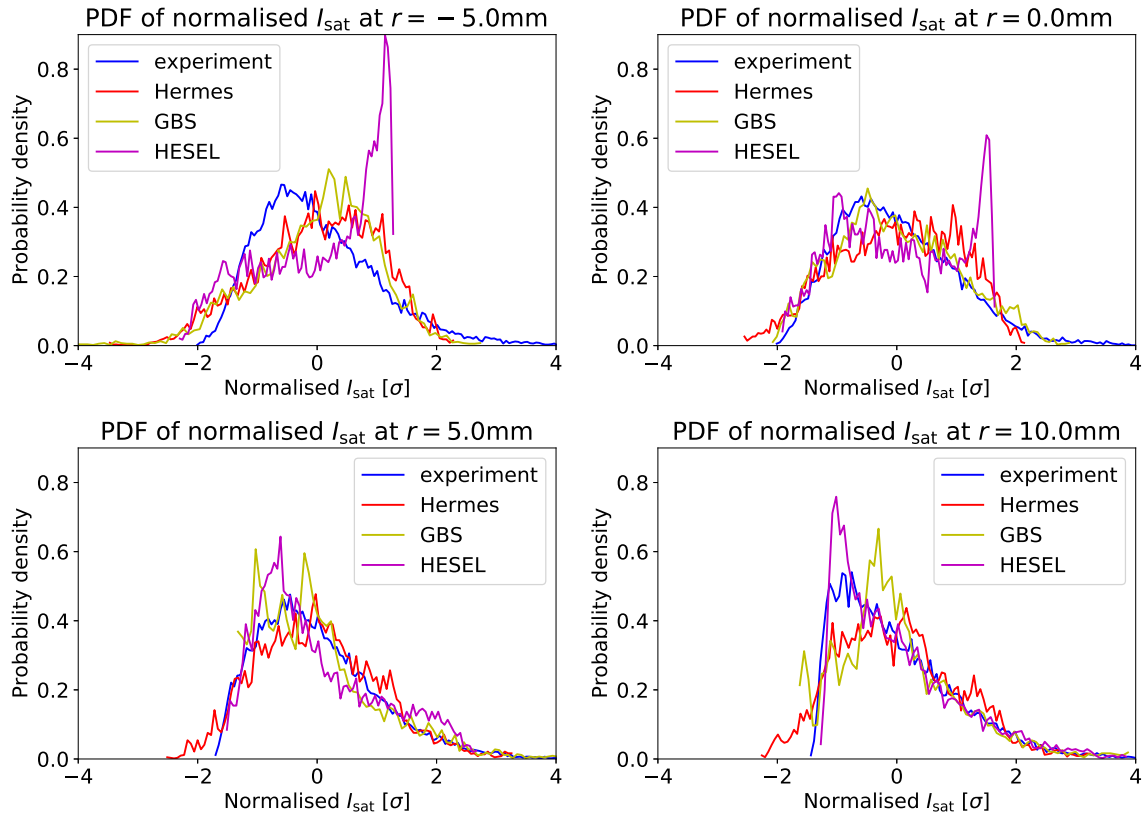 PDF of normalised I_sat at r = − 5.0mm
Probability density
0.8
0.6
0.4
0.2
0.0
experiment
Hermes
GBS
HESEL
−4
−2
0
2
4
Normalised I_sat [σ]
PDF of normalised I_sat at r = 0.0mm
Probability density
0.8
0.6
0.4
0.2
0.0
experiment
Hermes
GBS
HESEL
−4
−2
0
2
4
Normalised I_sat [σ]
PDF of normalised I_sat at r = 5.0mm
Probability density
0.8
0.6
0.4
0.2
0.0
experiment
Hermes
GBS
HESEL
−4
−2
0
2
4
Normalised I_sat [σ]
PDF of normalised I_sat at r = 10.0mm
Probability density
0.8
0.6
0.4
0.2
0.0
experiment
Hermes
GBS
HESEL
−4
−2
0
2
4
Normalised I_sat [σ]